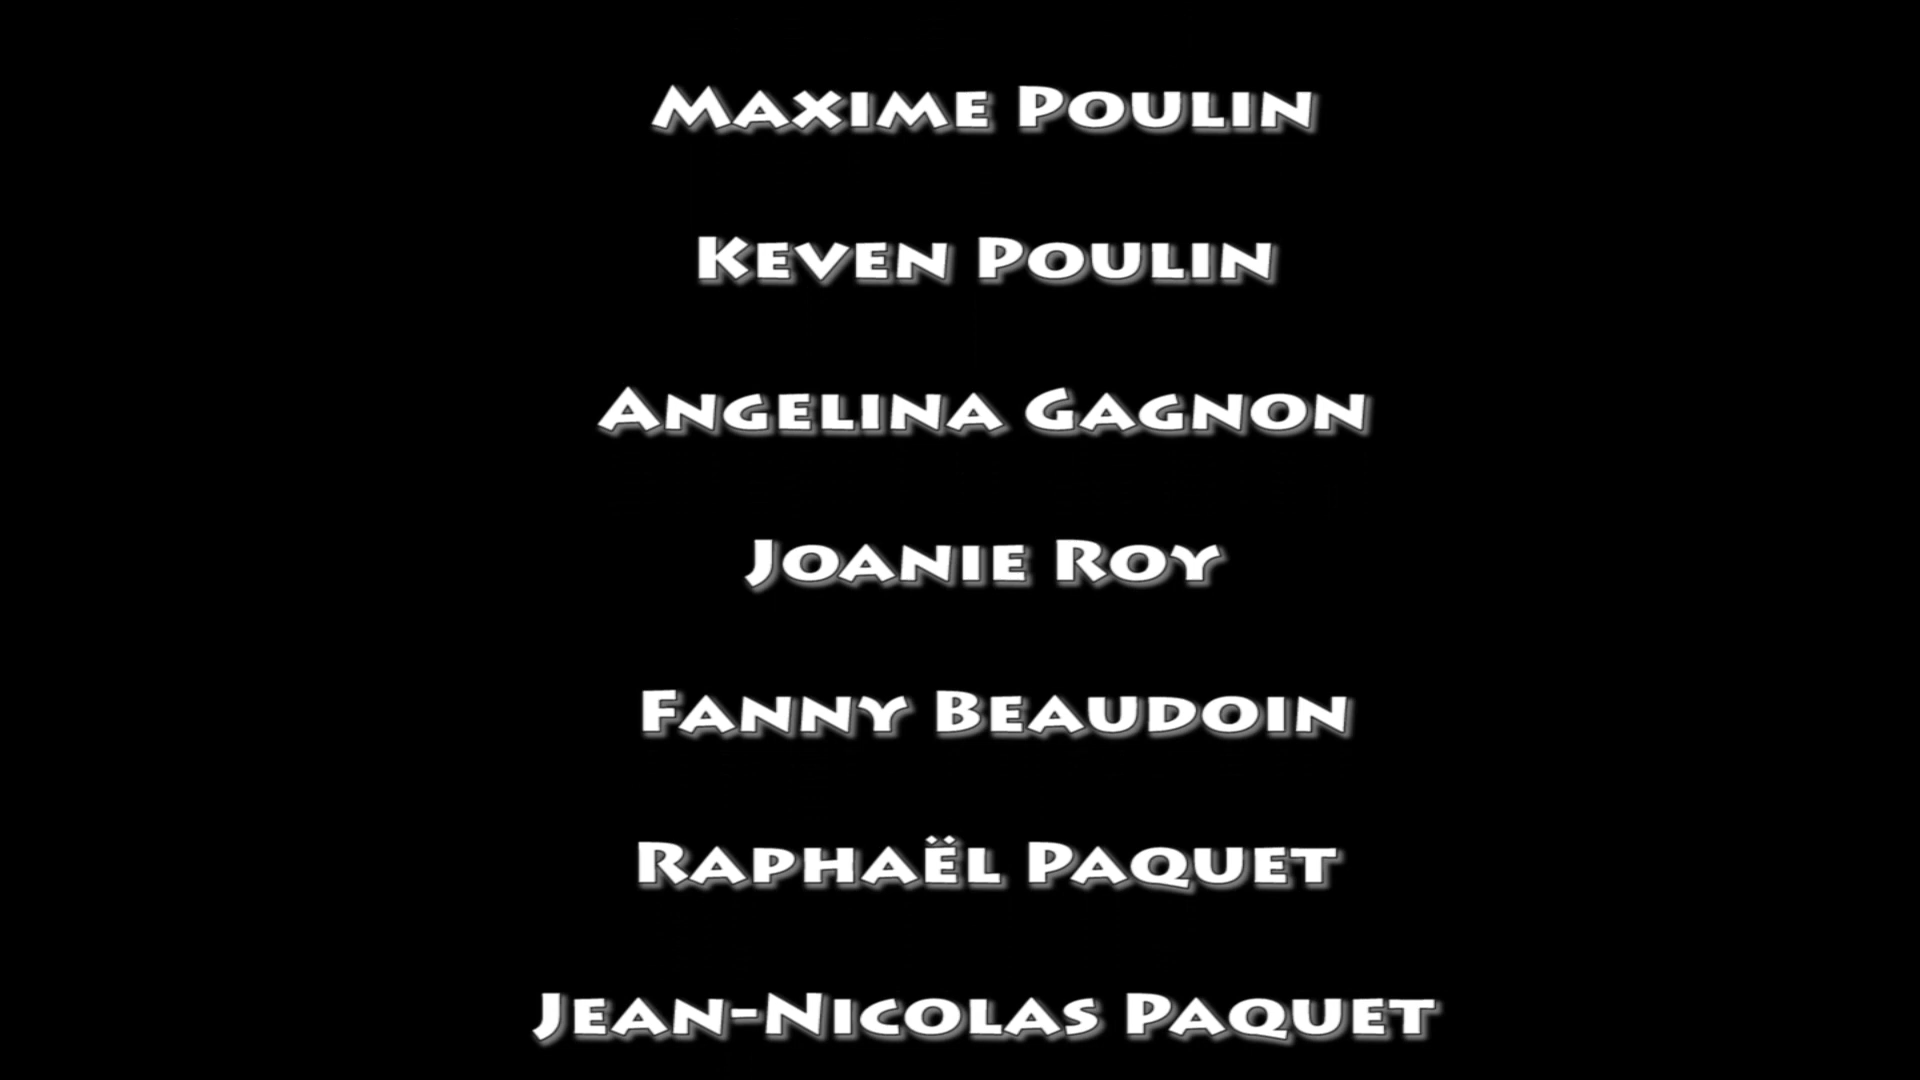 Maxime Poulin
Keven Poulin
Angelina Gagnon
Joanie Roy
Fanny Beaudoin
Raphaël Paquet
Jean-Nicolas Paquet